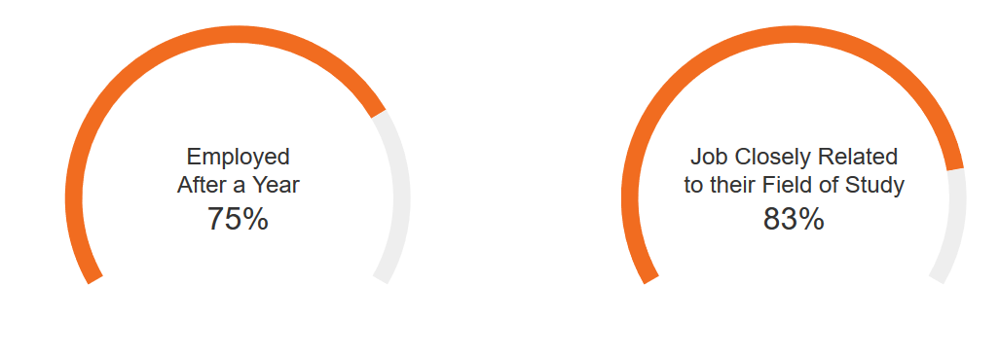 Employed
After a Year
75%
Job Closely Related
to their Field of Study
83%